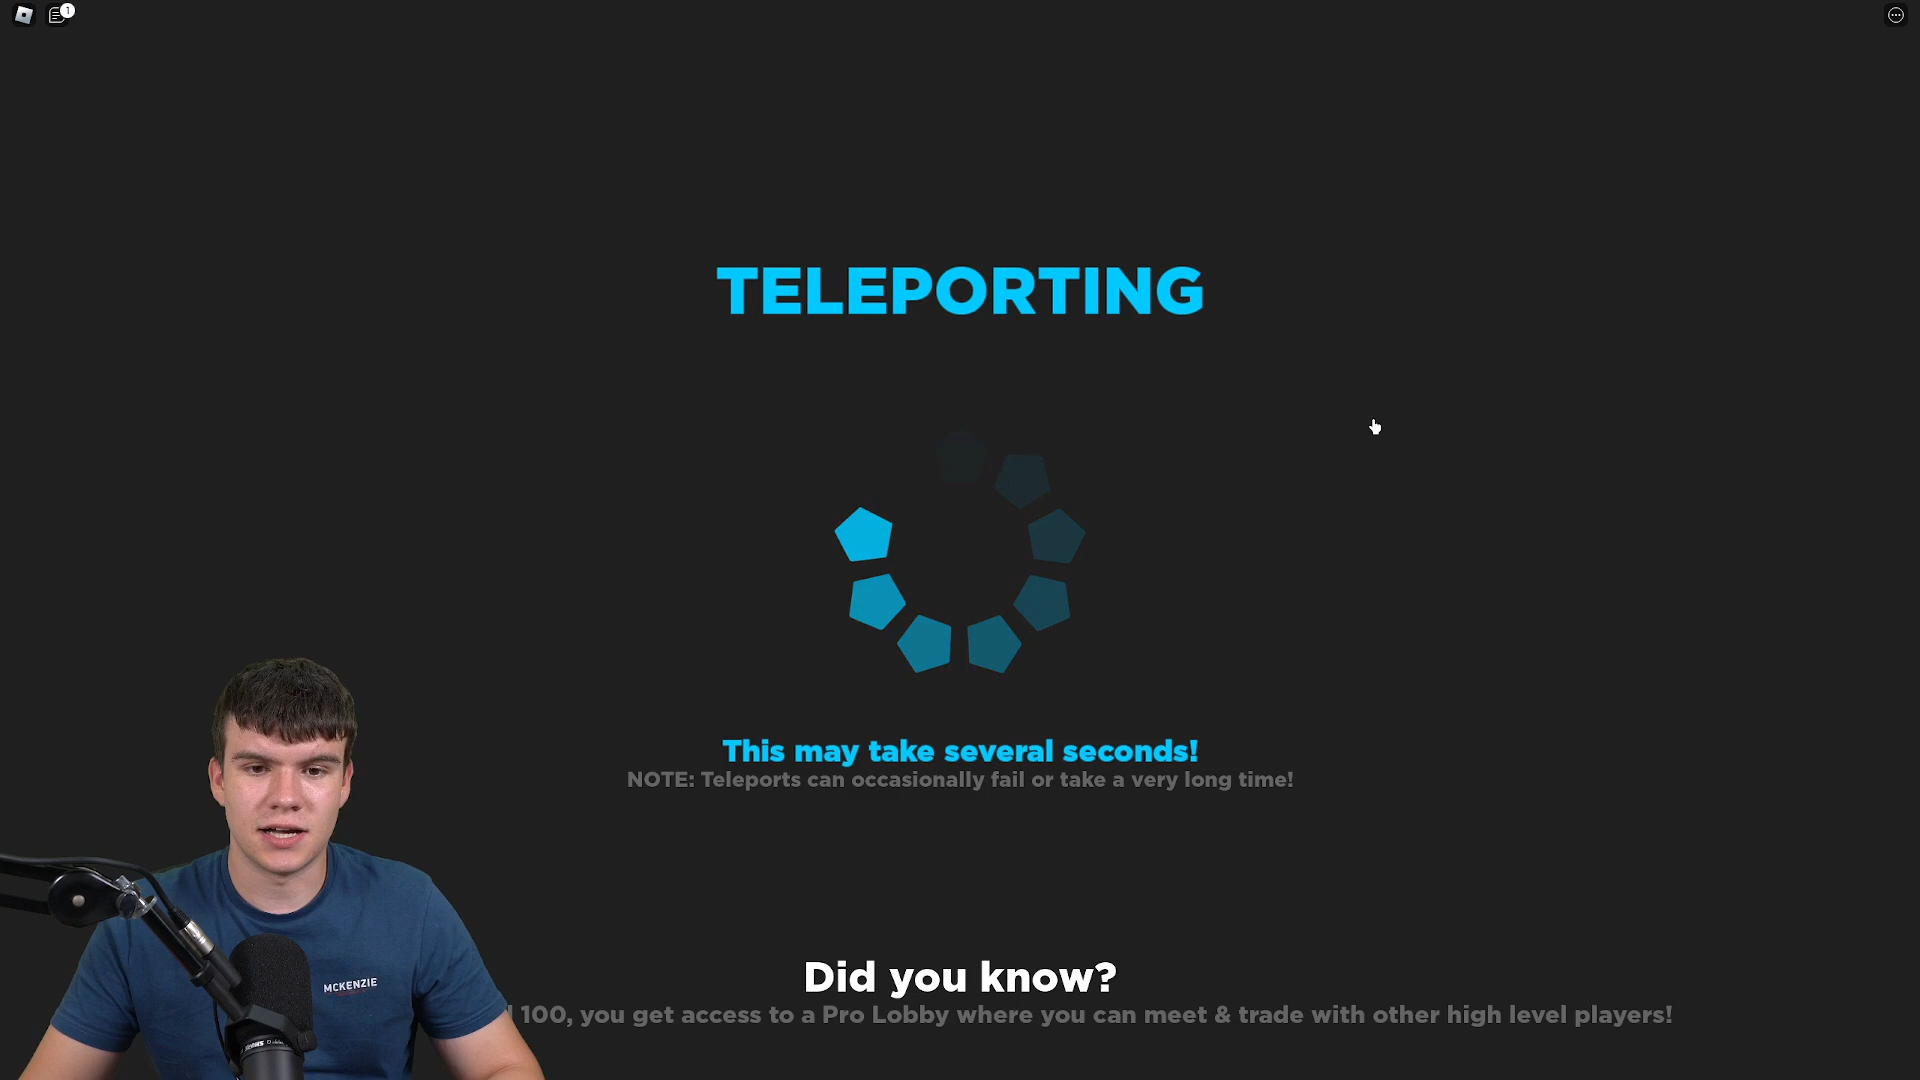 1
TELEPORTING
This may take several seconds!
NOTE: Teleports can occasionally fail or take a very long time!
Did you know?
100, you get access to a Pro Lobby where you can meet & trade with other high level players!
MCKENZIE